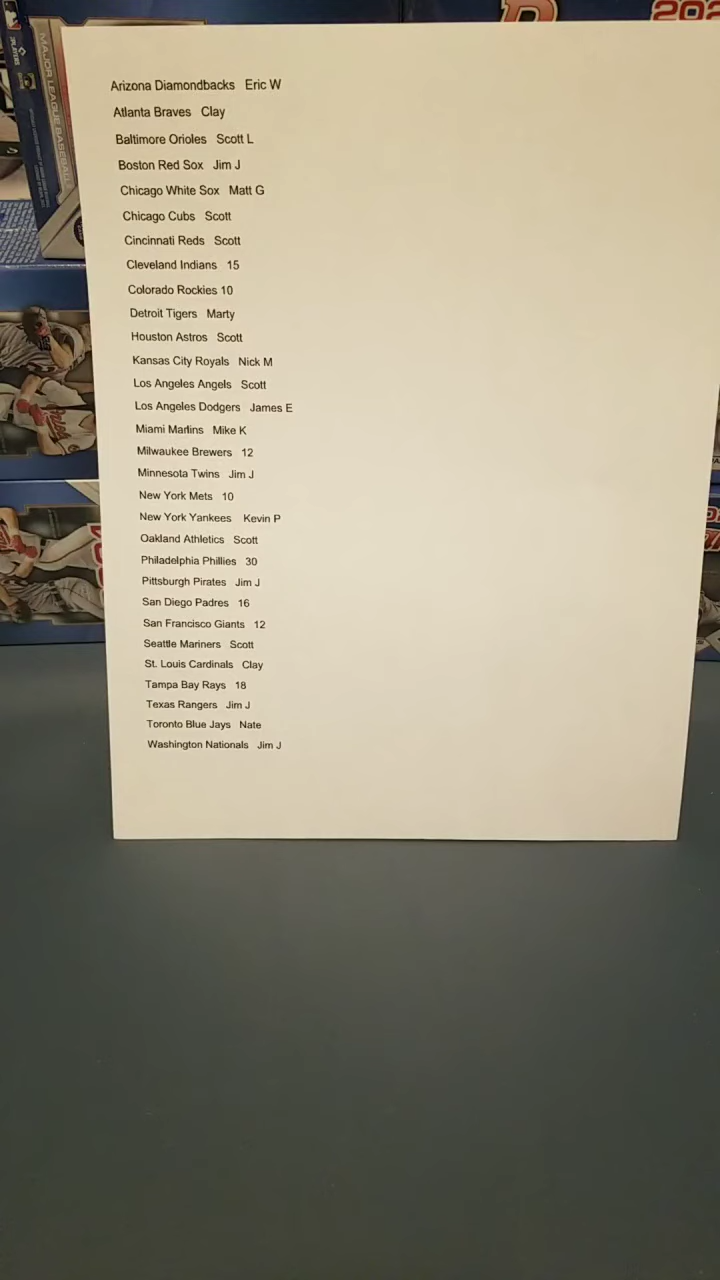 MAJOR LEAGUE BASEBALL
202
Arizona Diamondbacks Eric W
Atlanta Braves Clay
Baltimore Orioles Scott L
Boston Red Sox Jim J
Chicago White Sox Matt G
Chicago Cubs Scott
Cincinnati Reds Scott
Cleveland Indians 15
Colorado Rockies 10
Detroit Tigers Marty
Houston Astros Scott
Kansas City Royals Nick M
Los Angeles Angels Scott
Los Angeles Dodgers James E
Miami Marlins Mike K
Milwaukee Brewers 12
Minnesota Twins Jim J
New York Mets 10
New York Yankees Kevin P
Oakland Athletics Scott
Philadelphia Phillies 30
Pittsburgh Pirates Jim J
San Diego Padres 16
San Francisco Giants 12
Seattle Mariners Scott
St. Louis Cardinals Clay
Tampa Bay Rays 18
Texas Rangers Jim J
Toronto Blue Jays Nate
Washington Nationals Jim J